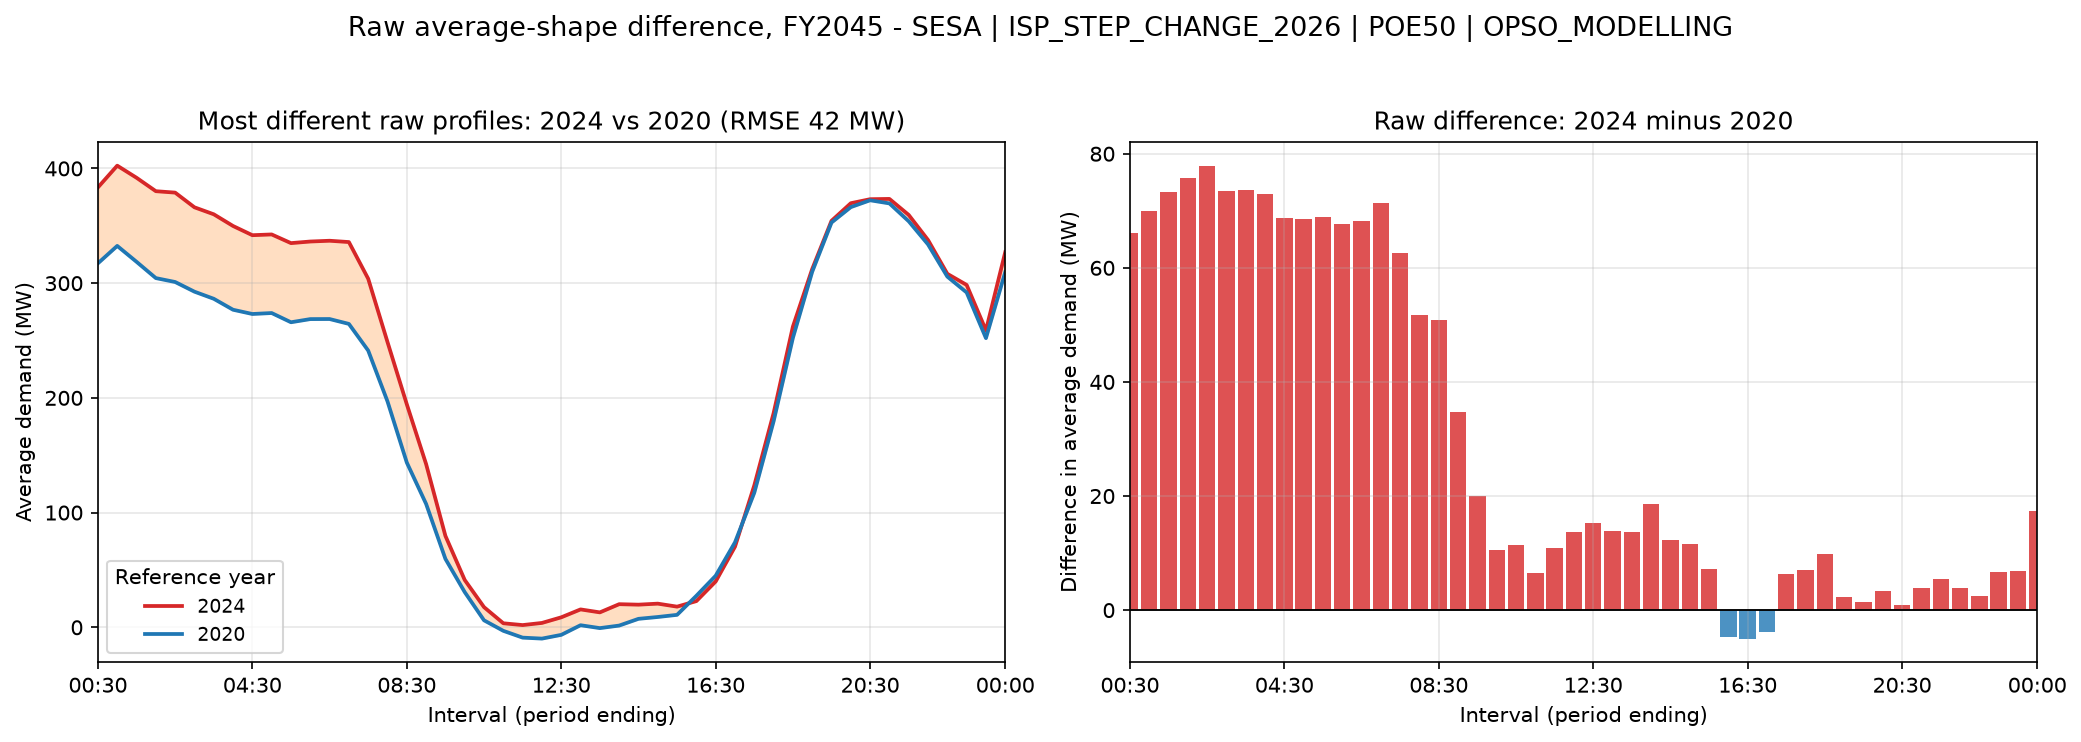 Raw average-shape difference, FY2045 - SESA | ISP_STEP_CHANGE_2026 | POE50 | OPSO_MODELLING
Most different raw profiles: 2024 vs 2020 (RMSE 42 MW)
Average demand (MW)
400
300
200
100
0
Reference year
2024
2020
00:30 04:30 08:30 12:30 16:30 20:30 00:00
Interval (period ending)
Raw difference: 2024 minus 2020
Difference in average demand (MW)
80
60
40
20
0
00:30 04:30 08:30 12:30 16:30 20:30 00:00
Interval (period ending)